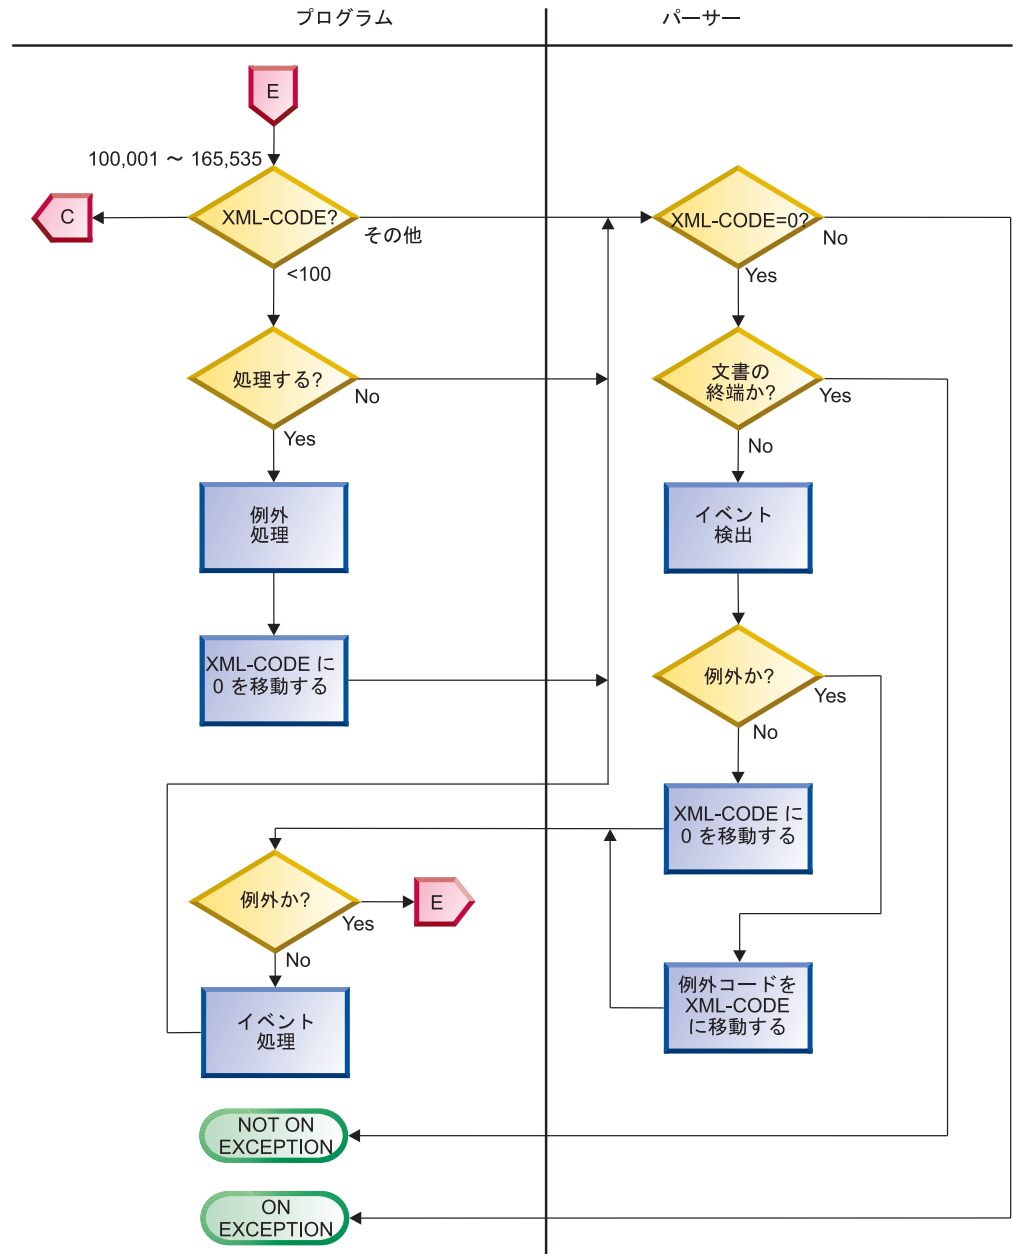 プログラム
パーサー
E
100,001 ～ 165,535
C
XML-CODE?
その他
XML-CODE=0?
No
<100
Yes
処理する?
No
文書の
終端か?
Yes
Yes
No
例外
処理
イベント
検出
XML-CODE に
0 を移動する
例外か?
Yes
No
XML-CODE に
0 を移動する
例外か?
Yes
E
No
イベント
処理
例外コードを
XML-CODE
に移動する
NOT ON
EXCEPTION
ON
EXCEPTION